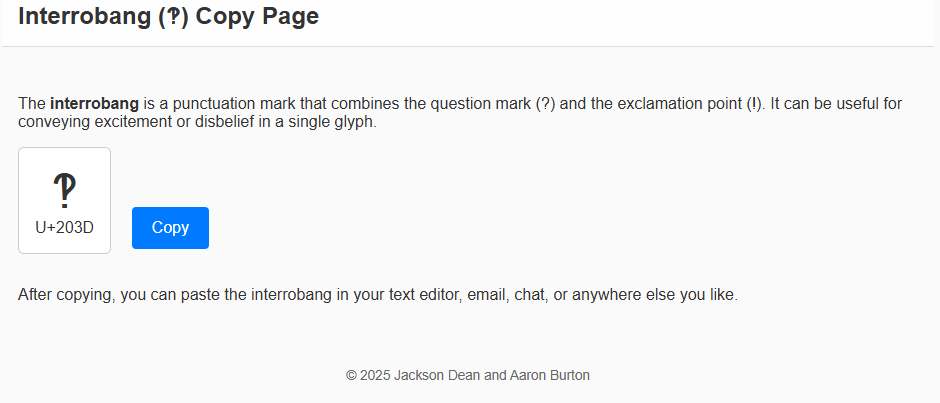 Interrobang (‽) Copy Page
The interrobang is a punctuation mark that combines the question mark (?) and the exclamation point (!). It can be useful for
conveying excitement or disbelief in a single glyph.
‽
U+203D
Copy
After copying, you can paste the interrobang in your text editor, email, chat, or anywhere else you like.
© 2025 Jackson Dean and Aaron Burton